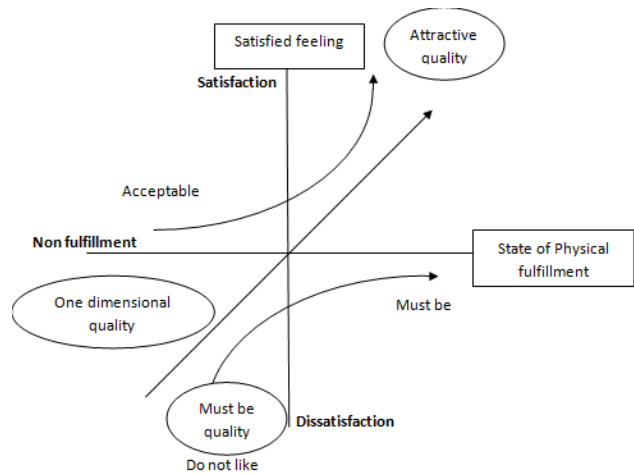 Satisfied feeling
Attractive
quality
Satisfaction
Acceptable
Non fulfillment
State of Physical
fulfillment
One dimensional
quality
Must be
Must be
quality
Dissatisfaction
Do not like